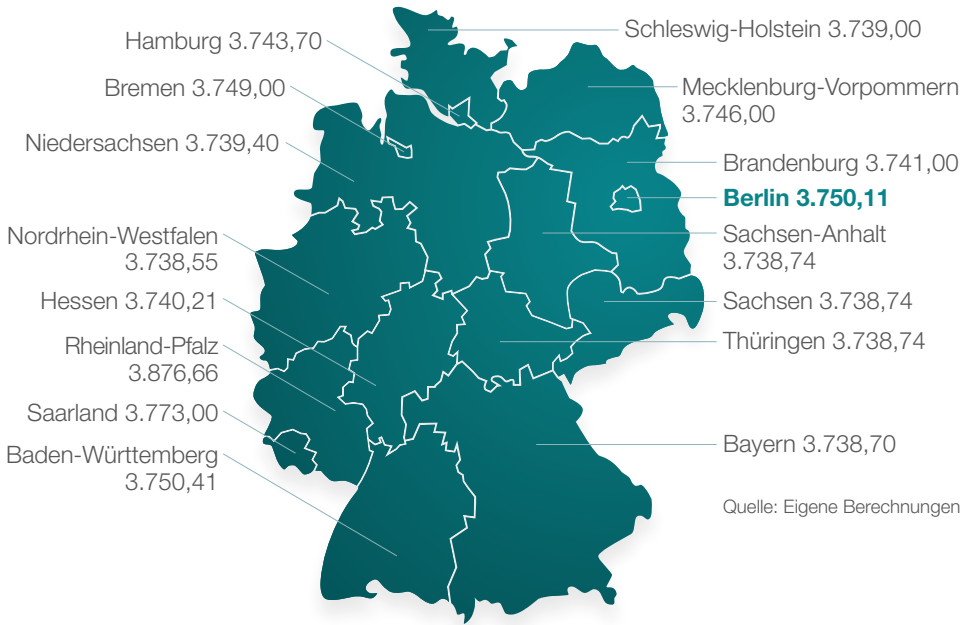 Schleswig-Holstein 3.739,00
Hamburg 3.743,70
Bremen 3.749,00
Mecklenburg-Vorpommern
3.746,00
Niedersachsen 3.739,40
Brandenburg 3.741,00
Berlin 3.750,11
Nordrhein-Westfalen
3.738,55
Sachsen-Anhalt
3.738,74
Hessen 3.740,21
Sachsen 3.738,74
Rheinland-Pfalz
3.876,66
Thüringen 3.738,74
Saarland 3.773,00
Baden-Württemberg
3.750,41
Bayern 3.738,70
Quelle: Eigene Berechnungen